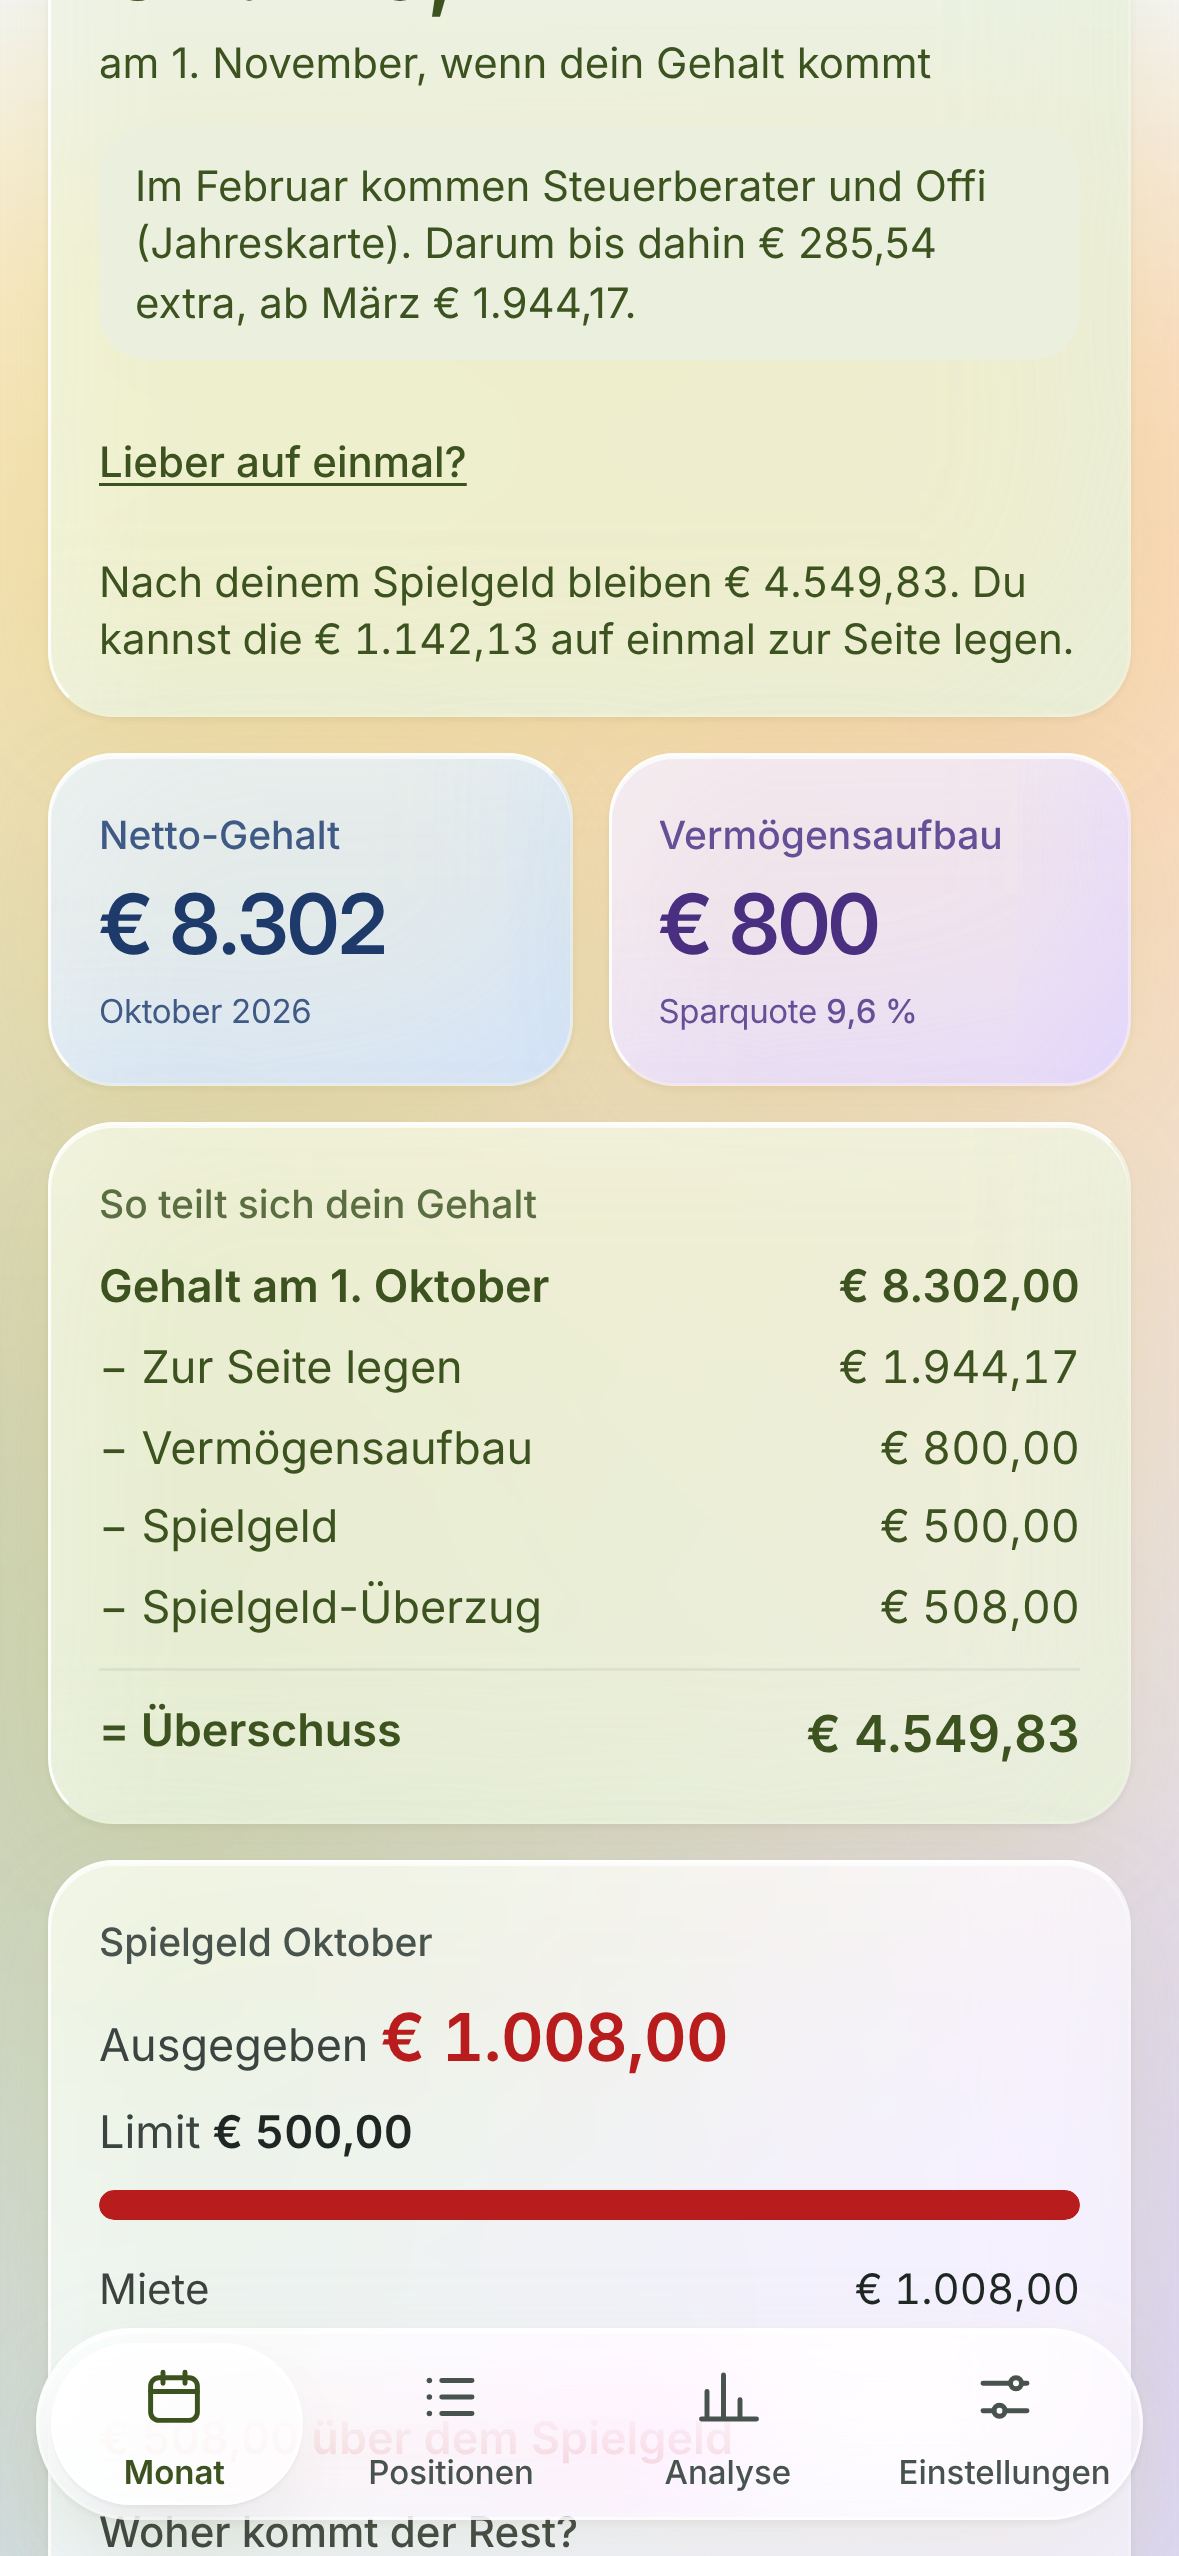 am 1. November, wenn dein Gehalt kommt
Im Februar kommen Steuerberater und Offi
(Jahreskarte). Darum bis dahin € 285,54
extra, ab März € 1.944,17.
Lieber auf einmal?
Nach deinem Spielgeld bleiben € 4.549,83. Du
kannst die € 1.142,13 auf einmal zur Seite legen.
Netto-Gehalt
€ 8.302
Oktober 2026
Vermögensaufbau
€ 800
Sparquote 9,6 %
So teilt sich dein Gehalt
Gehalt am 1. Oktober € 8.302,00
− Zur Seite legen € 1.944,17
− Vermögensaufbau € 800,00
− Spielgeld € 500,00
− Spielgeld-Überzug € 508,00
= Überschuss € 4.549,83
Spielgeld Oktober
Ausgegeben € 1.008,00
Limit € 500,00
Miete € 1.008,00
€ 508,00 über dem Spielgeld
Monat Positionen Analyse Einstellungen
Woher kommt der Rest?